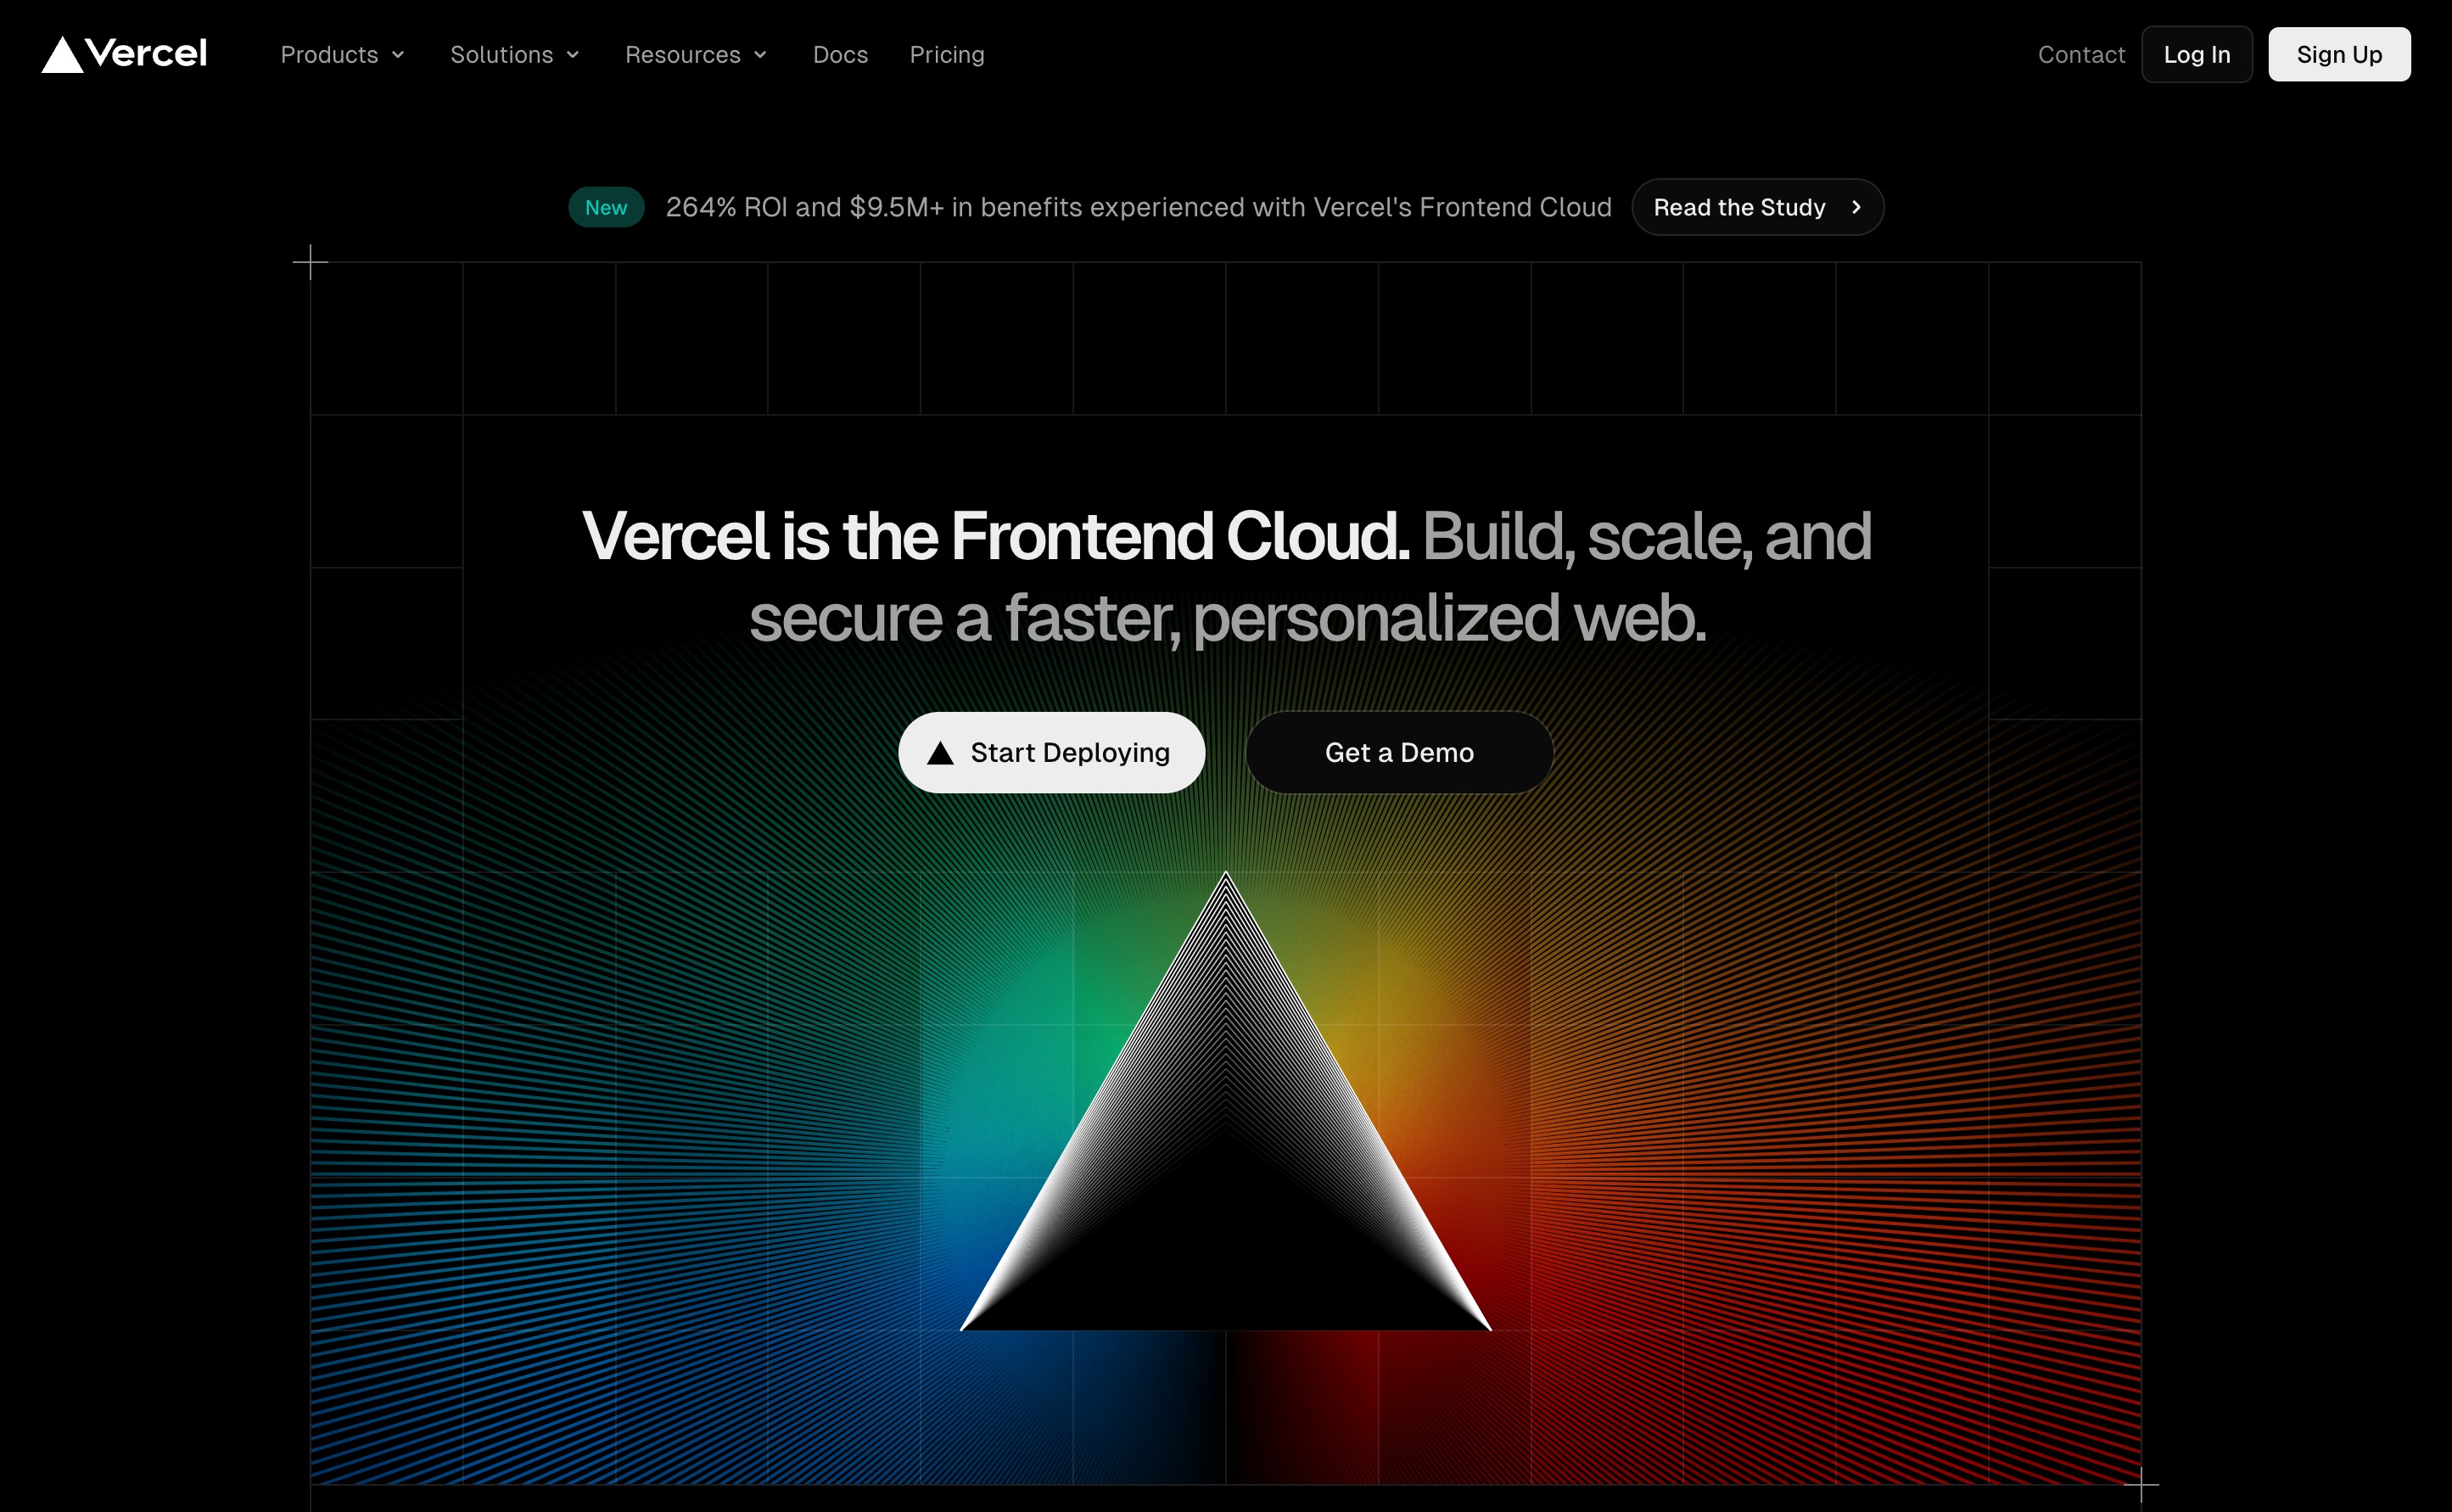 Vercel
Products
Solutions
Resources
Docs
Pricing
Contact
Log In
Sign Up
New
264% ROI and $9.5M+ in benefits experienced with Vercel's Frontend Cloud
Read the Study
Vercel is the Frontend Cloud. Build, scale, and
secure a faster, personalized web.
Start Deploying
Get a Demo